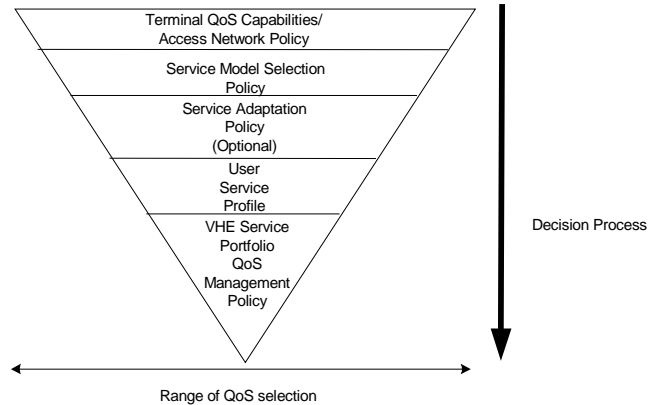 Terminal QoS Capabilities/
Access Network Policy
Service Model Selection
Policy
Service Adaptation
Policy
(Optional)
User
Service
Profile
VHE Service
Portfolio
QoS
Management
Policy
Decision Process
Range of QoS selection